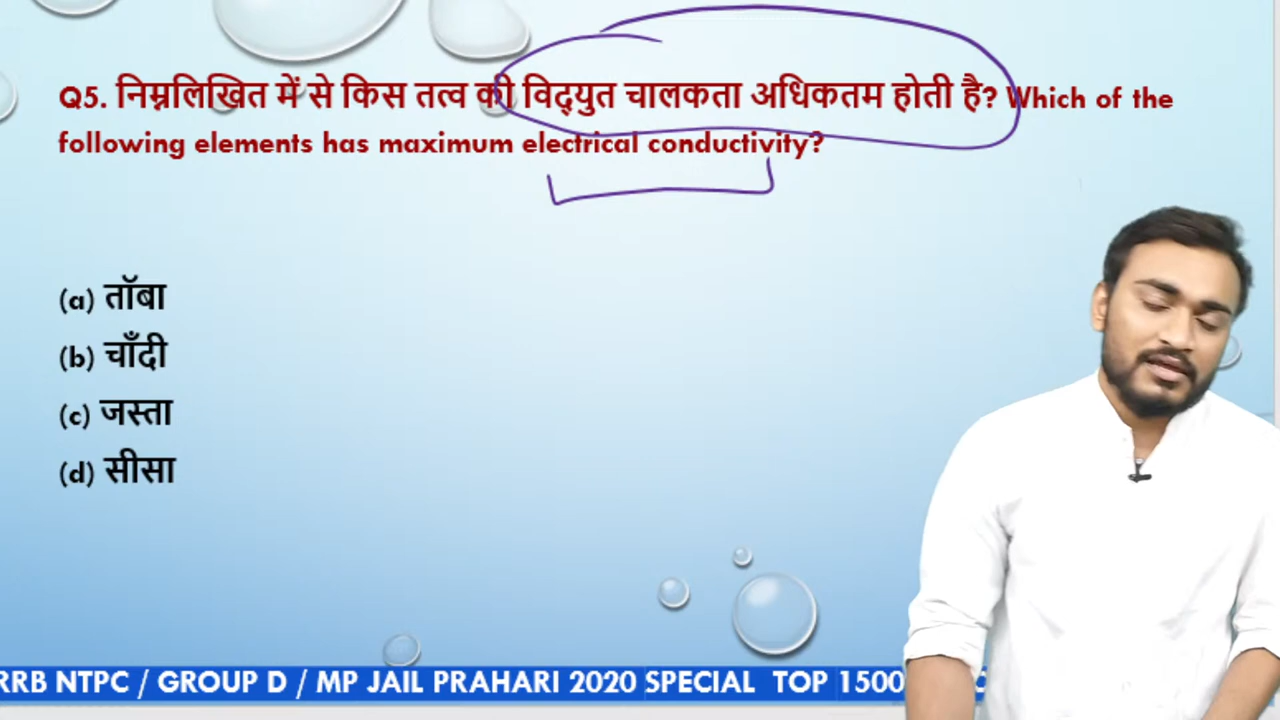 Q5. निम्नलिखित में से किस तत्व की विद्युत चालकता अधिकतम होती है? Which of the
following elements has maximum electrical conductivity?
(a) ताॅबा
(b) चाँदी
(c) जस्ता
(d) सीसा
RRB NTPC / GROUP D / MP JAIL PRAHARI 2020 SPECIAL TOP 1500